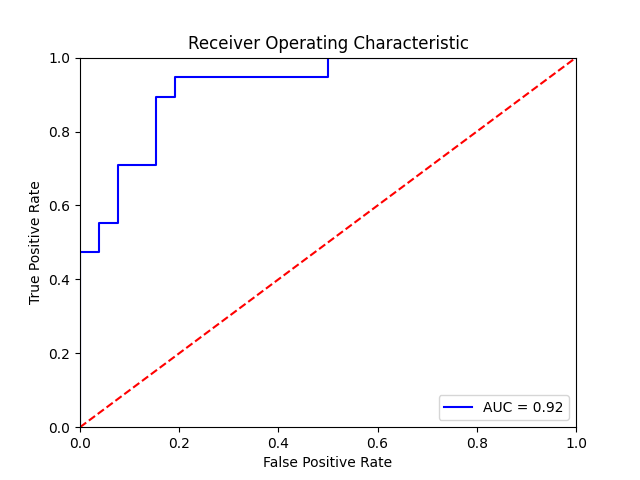 Receiver Operating Characteristic
1.0
0.8
0.6
0.4
0.2
0.0
True Positive Rate
AUC = 0.92
0.0 0.2 0.4 0.6 0.8 1.0
False Positive Rate